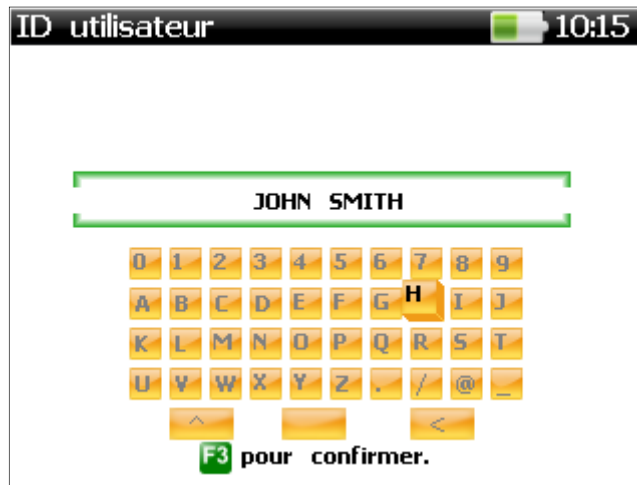 ID utilisateur 10:15
JOHN SMITH
0 1 2 3 4 5 6 7 8 9
A B C D E F G H I J
K L M N O P Q R S T
U V W X Y Z . / @ _
^ <
F3 pour confirmer.